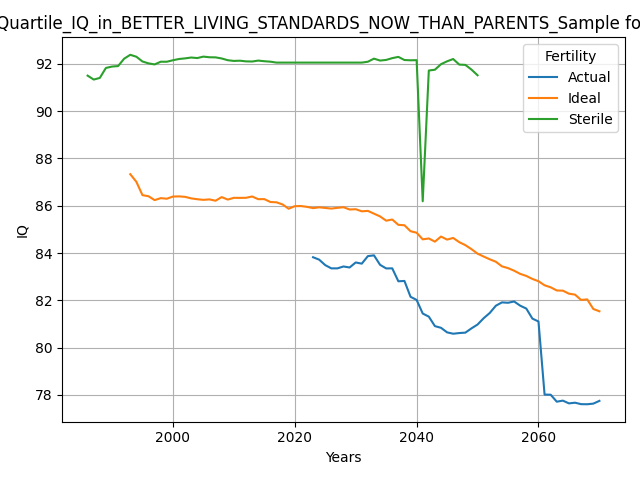 Quartile_IQ_in_BETTER_LIVING_STANDARDS_NOW_THAN_PARENTS_Sample fo
Fertility
Actual
Ideal
Sterile
IQ
92
90
88
86
84
82
80
78
2000
2020
2040
2060
Years